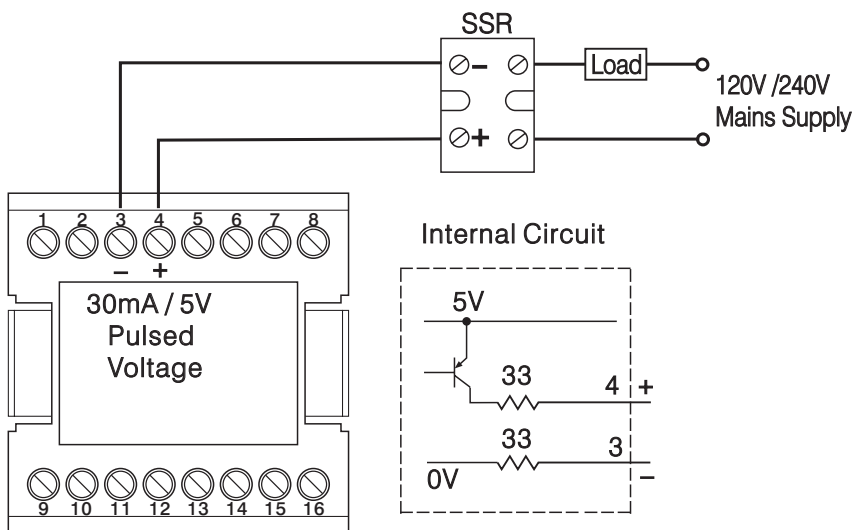 SSR
−
Load
120V /240V
Mains Supply
+
1 2 3 4 5 6 7 8
− +
30mA / 5V
Pulsed
Voltage
9 10 11 12 13 14 15 16
Internal Circuit
5V
33
4 +
33
3
0V
−